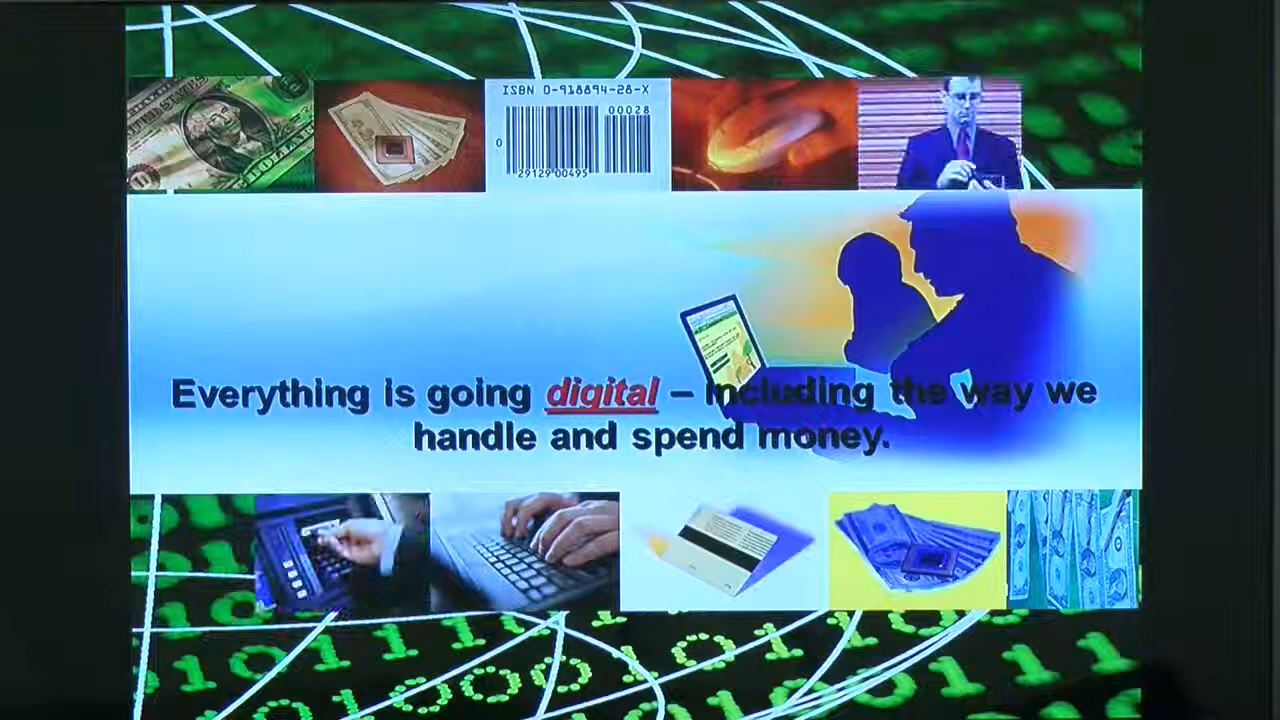 ISBN 0-918894-28-X
00028
0
29129 00495
Everything is going digital – including the way we
handle and spend money.